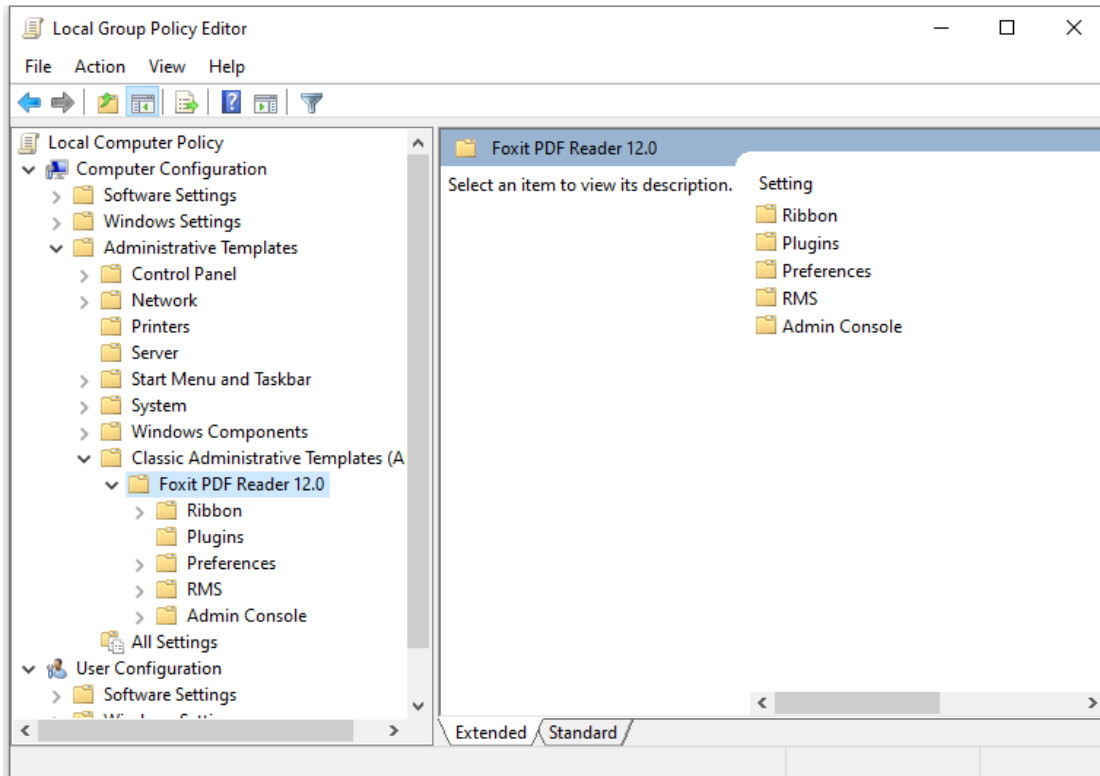 Local Group Policy Editor
File Action View Help
Local Computer Policy
Computer Configuration
Software Settings
Windows Settings
Administrative Templates
Control Panel
Network
Printers
Server
Start Menu and Taskbar
System
Windows Components
Classic Administrative Templates (A
Foxit PDF Reader 12.0
Ribbon
Plugins
Preferences
RMS
Admin Console
All Settings
User Configuration
Software Settings
Foxit PDF Reader 12.0
Select an item to view its description.
Setting
Ribbon
Plugins
Preferences
RMS
Admin Console
Extended Standard